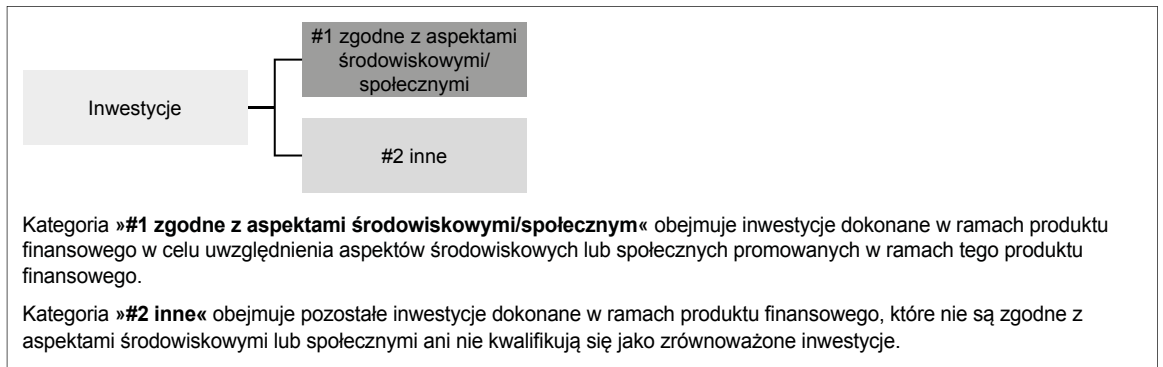 #1 zgodne z aspektami
środowiskowymi/
społecznymi
Inwestycje
#2 inne
Kategoria »#1 zgodne z aspektami środowiskowymi/społecznym« obejmuje inwestycje dokonane w ramach produktu
finansowego w celu uwzględnienia aspektów środowiskowych lub społecznych promowanych w ramach tego produktu
finansowego.
Kategoria »#2 inne« obejmuje pozostałe inwestycje dokonane w ramach produktu finansowego, które nie są zgodne z
aspektami środowiskowymi lub społecznymi ani nie kwalifikują się jako zrównoważone inwestycje.